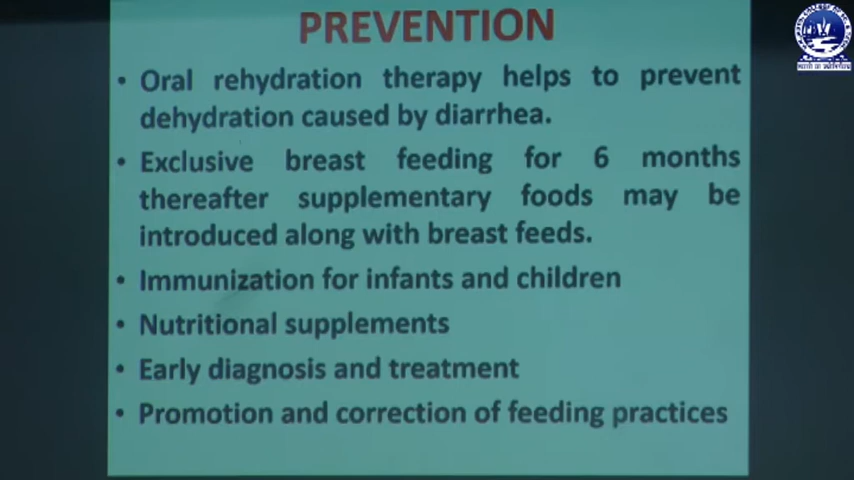 PREVENTION
• Oral rehydration therapy helps to prevent
dehydration caused by diarrhea.
• Exclusive breast feeding for 6 months
thereafter supplementary foods may be
introduced along with breast feeds.
• Immunization for infants and children
• Nutritional supplements
• Early diagnosis and treatment
• Promotion and correction of feeding practices